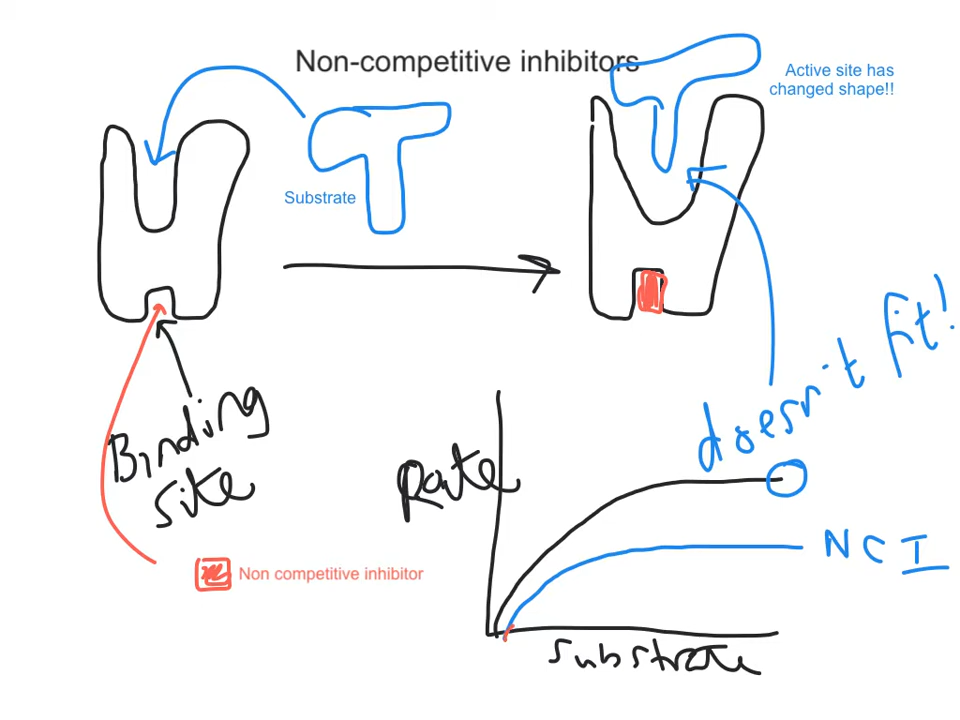 Non-competitive inhibitors
Active site has
changed shape!!
Substrate
Binding
site
doesn't fit!
Rate
NCI
Non competitive inhibitor
Substrate